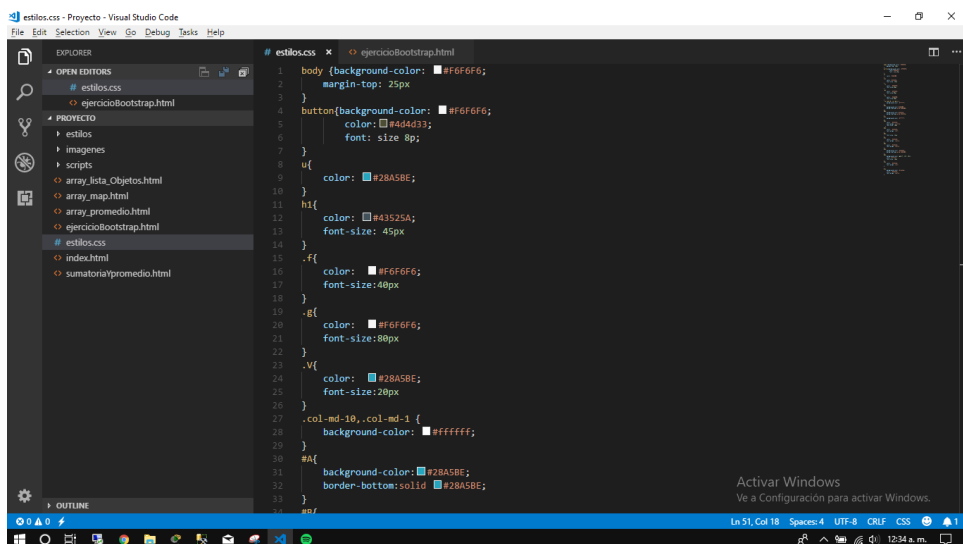 estilos.css - Proyecto - Visual Studio Code
File Edit Selection View Go Debug Tasks Help
EXPLORER
OPEN EDITORS
# estilos.css
<> ejercicioBootstrap.html
PROYECTO
estilos
imagenes
scripts
<> array_lista_Objetos.html
<> array_map.html
<> array_promedio.html
<> ejercicioBootstrap.html
# estilos.css
<> index.html
<> sumatoriaYpromedio.html
OUTLINE
# estilos.css × <> ejercicioBootstrap.html
1 body {background-color: #F6F6F6;
2 margin-top: 25px
3 }
4 button{background-color: #F6F6F6;
5 color: #4d4d33;
6 font: size 8p;
7 }
8 u{
9 color: #28A5BE;
10 }
11 h1{
12 color: #43525A;
13 font-size: 45px
14 }
15 .f{
16 color: #F6F6F6;
17 font-size:40px
18 }
19 .g{
20 color: #F6F6F6;
21 font-size:80px
22 }
23 .V{
24 color: #28A5BE;
25 font-size:20px
26 }
27 .col-md-10,.col-md-1 {
28 background-color: #ffffff;
29 }
30 #A{
31 background-color: #28A5BE;
32 border-bottom:solid #28A5BE;
33 }
34 #B{
Activar Windows
Ve a Configuración para activar Windows.
0 0 Ln 51, Col 18 Spaces: 4 UTF-8 CRLF CSS 1
12:34 a. m.